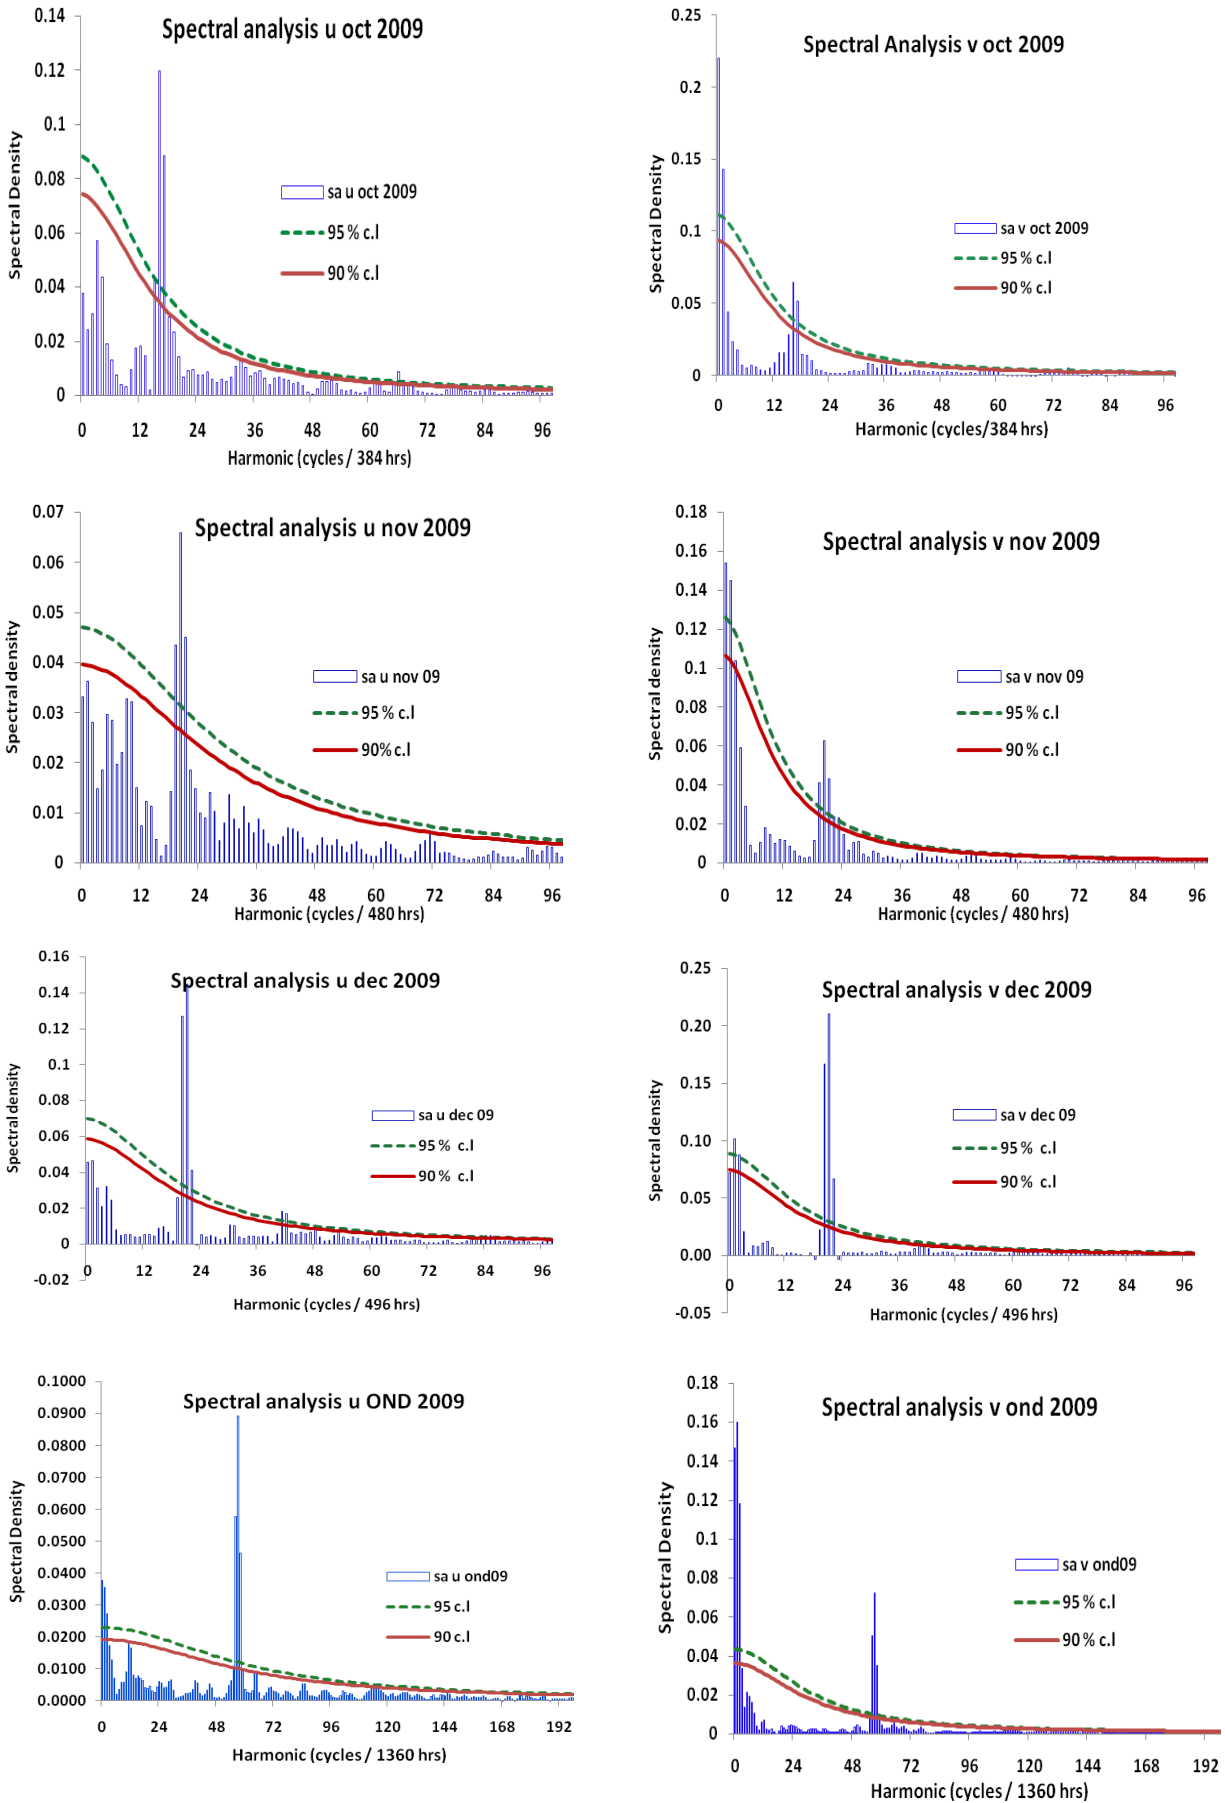 Spectral analysis u oct 2009
0.14
0.12
0.1
0.08
0.06
0.04
0.02
0
Spectral Density
sa u oct 2009
95 % c.l
90 % c.l
0 12 24 36 48 60 72 84 96
Harmonic (cycles / 384 hrs)
Spectral Analysis v oct 2009
0.25
0.2
0.15
0.1
0.05
0
Spectral Density
sa v oct 2009
95 % c.l
90 % c.l
0 12 24 36 48 60 72 84 96
Harmonic (cycles/384 hrs)
Spectral analysis u nov 2009
0.07
0.06
0.05
0.04
0.03
0.02
0.01
0
Spectral density
sa u nov 09
95 % c.l
90% c.l
0 12 24 36 48 60 72 84 96
Harmonic (cycles / 480 hrs)
Spectral analysis v nov 2009
0.18
0.16
0.14
0.12
0.1
0.08
0.06
0.04
0.02
0
Spectral density
sa v nov 09
95 % c.l
90 % c.l
0 12 24 36 48 60 72 84 96
Harmonic (cycles / 480 hrs)
Spectral analysis u dec 2009
0.16
0.14
0.12
0.1
0.08
0.06
0.04
0.02
0
-0.02
Spectral density
sa u dec 09
95 % c.l
90 % c.l
0 12 24 36 48 60 72 84 96
Harmonic (cycles / 496 hrs)
Spectral analysis v dec 2009
0.25
0.20
0.15
0.10
0.05
0.00
-0.05
Spectral density
sa v dec 09
95 % c.l
90 % c.l
0 12 24 36 48 60 72 84 96
Harmonic (cycles / 496 hrs)
Spectral analysis u OND 2009
0.1000
0.0900
0.0800
0.0700
0.0600
0.0500
0.0400
0.0300
0.0200
0.0100
0.0000
Spectral Density
sa u ond09
95 c.l
90 c.l
0 24 48 72 96 120 144 168 192
Harmonic (cycles / 1360 hrs)
Spectral analysis v ond 2009
0.18
0.16
0.14
0.12
0.1
0.08
0.06
0.04
0.02
0
Spectral Density
sa v ond09
95 % c.l
90 % c.l
0 24 48 72 96 120 144 168 192
Harmonic (cycles / 1360 hrs)